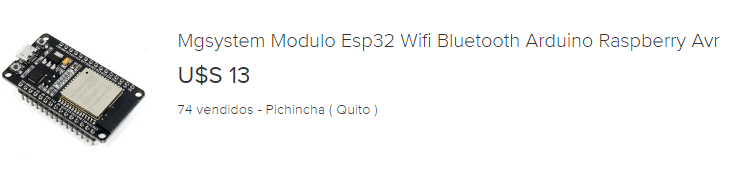 Mgsystem Modulo Esp32 Wifi Bluetooth Arduino Raspberry Avr
U$S 13
74 vendidos - Pichincha ( Quito )